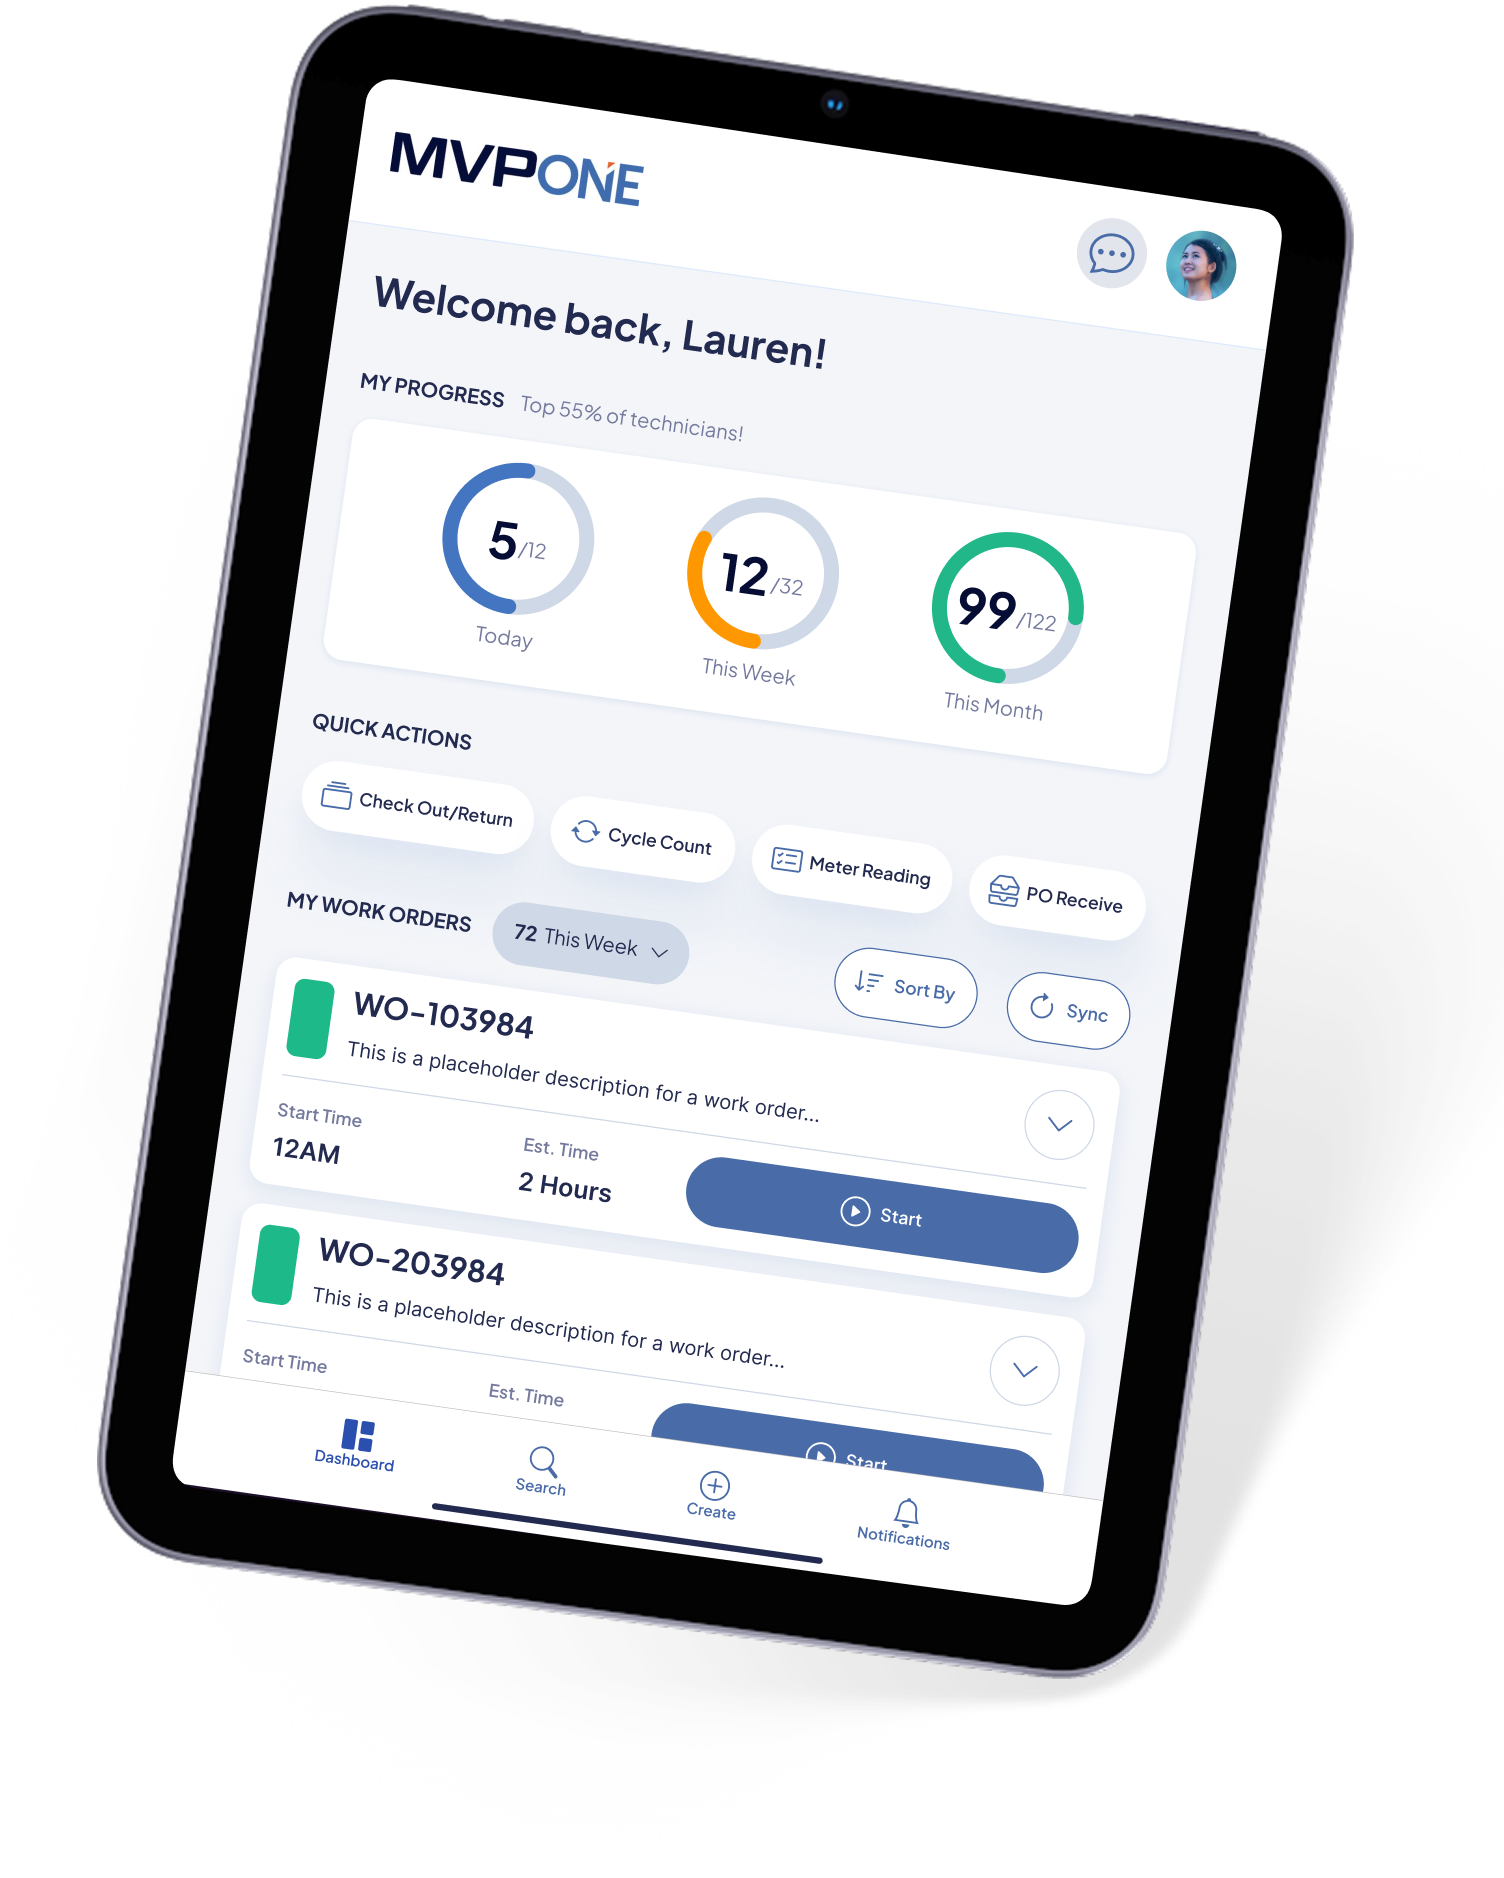 MVPONE
Welcome back, Lauren!
MY PROGRESS Top 55% of technicians!
5/12
Today
12/32
This Week
99/122
This Month
QUICK ACTIONS
Check Out/Return
Cycle Count
Meter Reading
PO Receive
MY WORK ORDERS
72 This Week
Sort By
Sync
WO-103984
This is a placeholder description for a work order...
Start Time
12AM
Est. Time
2 Hours
Start
WO-203984
This is a placeholder description for a work order...
Start Time
Est. Time
Start
Dashboard
Search
Create
Notifications